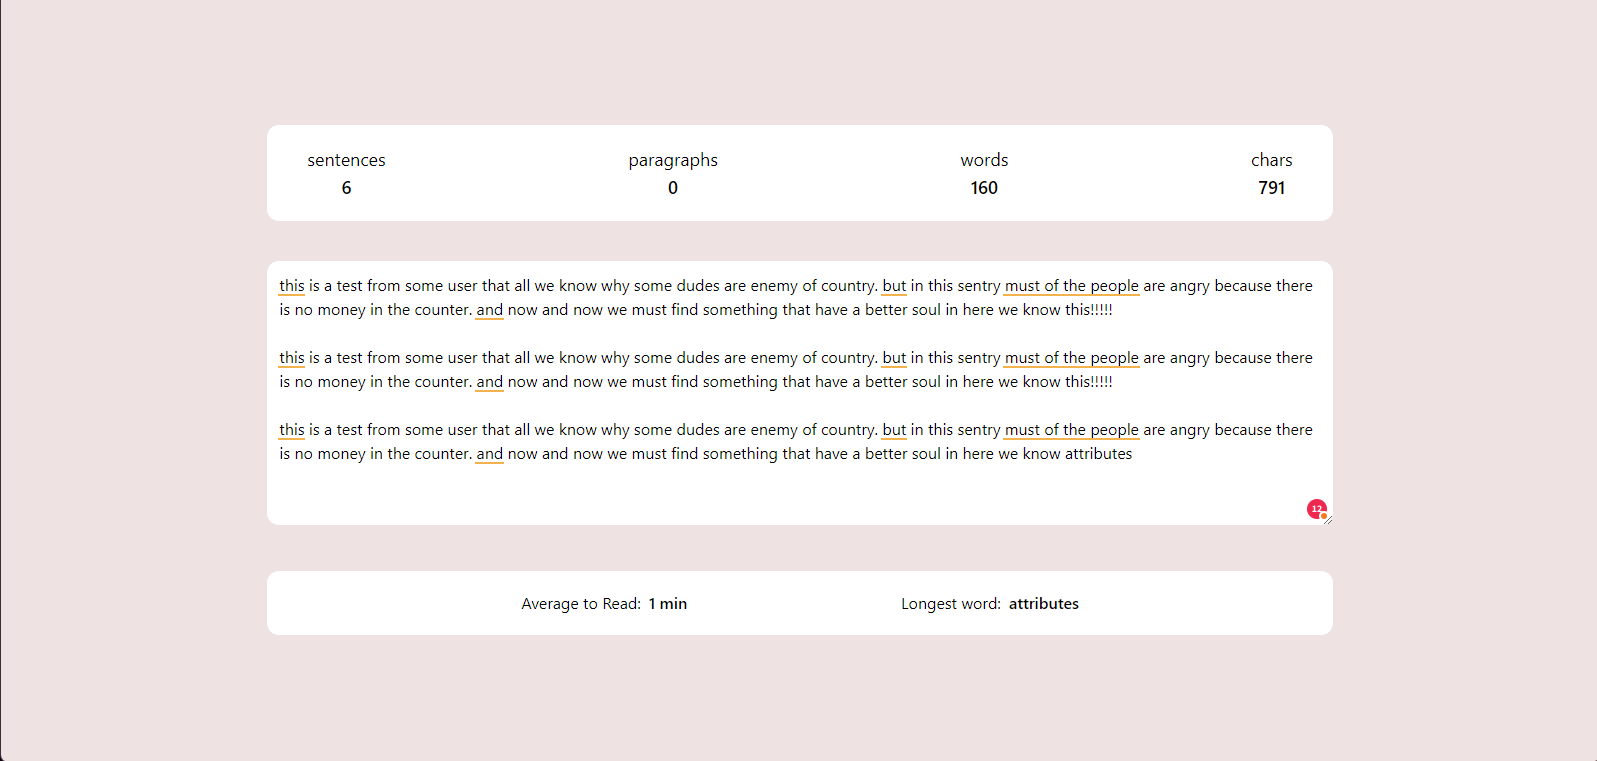 sentences paragraphs words chars
6 0 160 791
this is a test from some user that all we know why some dudes are enemy of country. but in this sentry must of the people are angry because there
is no money in the counter. and now and now we must find something that have a better soul in here we know this!!!!!
this is a test from some user that all we know why some dudes are enemy of country. but in this sentry must of the people are angry because there
is no money in the counter. and now and now we must find something that have a better soul in here we know this!!!!!
this is a test from some user that all we know why some dudes are enemy of country. but in this sentry must of the people are angry because there
is no money in the counter. and now and now we must find something that have a better soul in here we know attributes
12
Average to Read: 1 min Longest word: attributes